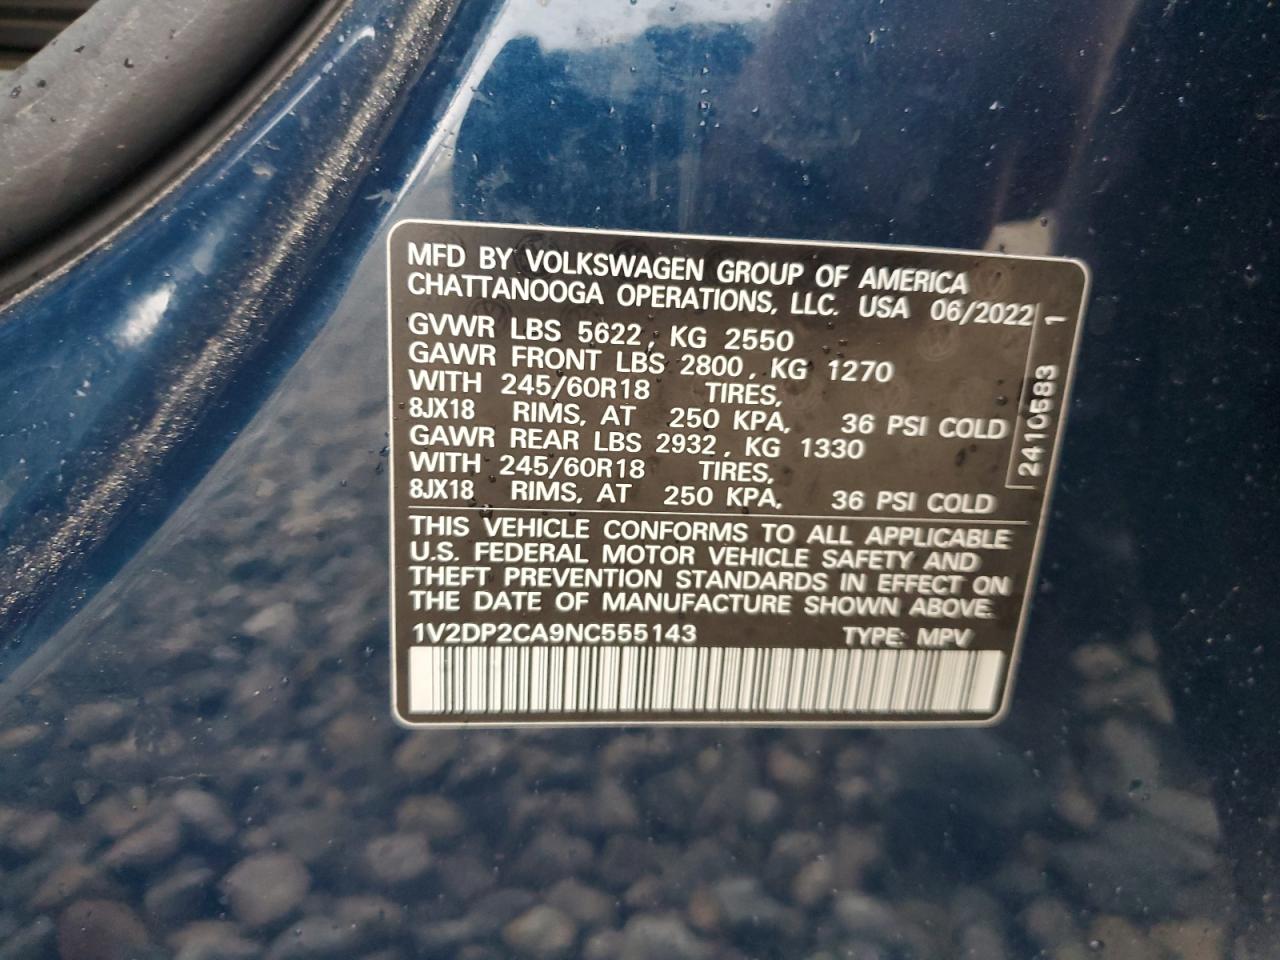 MFD BY VOLKSWAGEN GROUP OF AMERICA
CHATTANOOGA OPERATIONS, LLC. USA 06/2022
GVWR LBS 5622, KG 2550
GAWR FRONT LBS 2800, KG 1270
WITH 245/60R18 TIRES,
8JX18 RIMS, AT 250 KPA, 36 PSI COLD
GAWR REAR LBS 2932, KG 1330
WITH 245/60R18 TIRES,
8JX18 RIMS, AT 250 KPA, 36 PSI COLD
2410583 1
THIS VEHICLE CONFORMS TO ALL APPLICABLE
U.S. FEDERAL MOTOR VEHICLE SAFETY AND
THEFT PREVENTION STANDARDS IN EFFECT ON
THE DATE OF MANUFACTURE SHOWN ABOVE.
1V2DP2CA9NC555143 TYPE: MPV